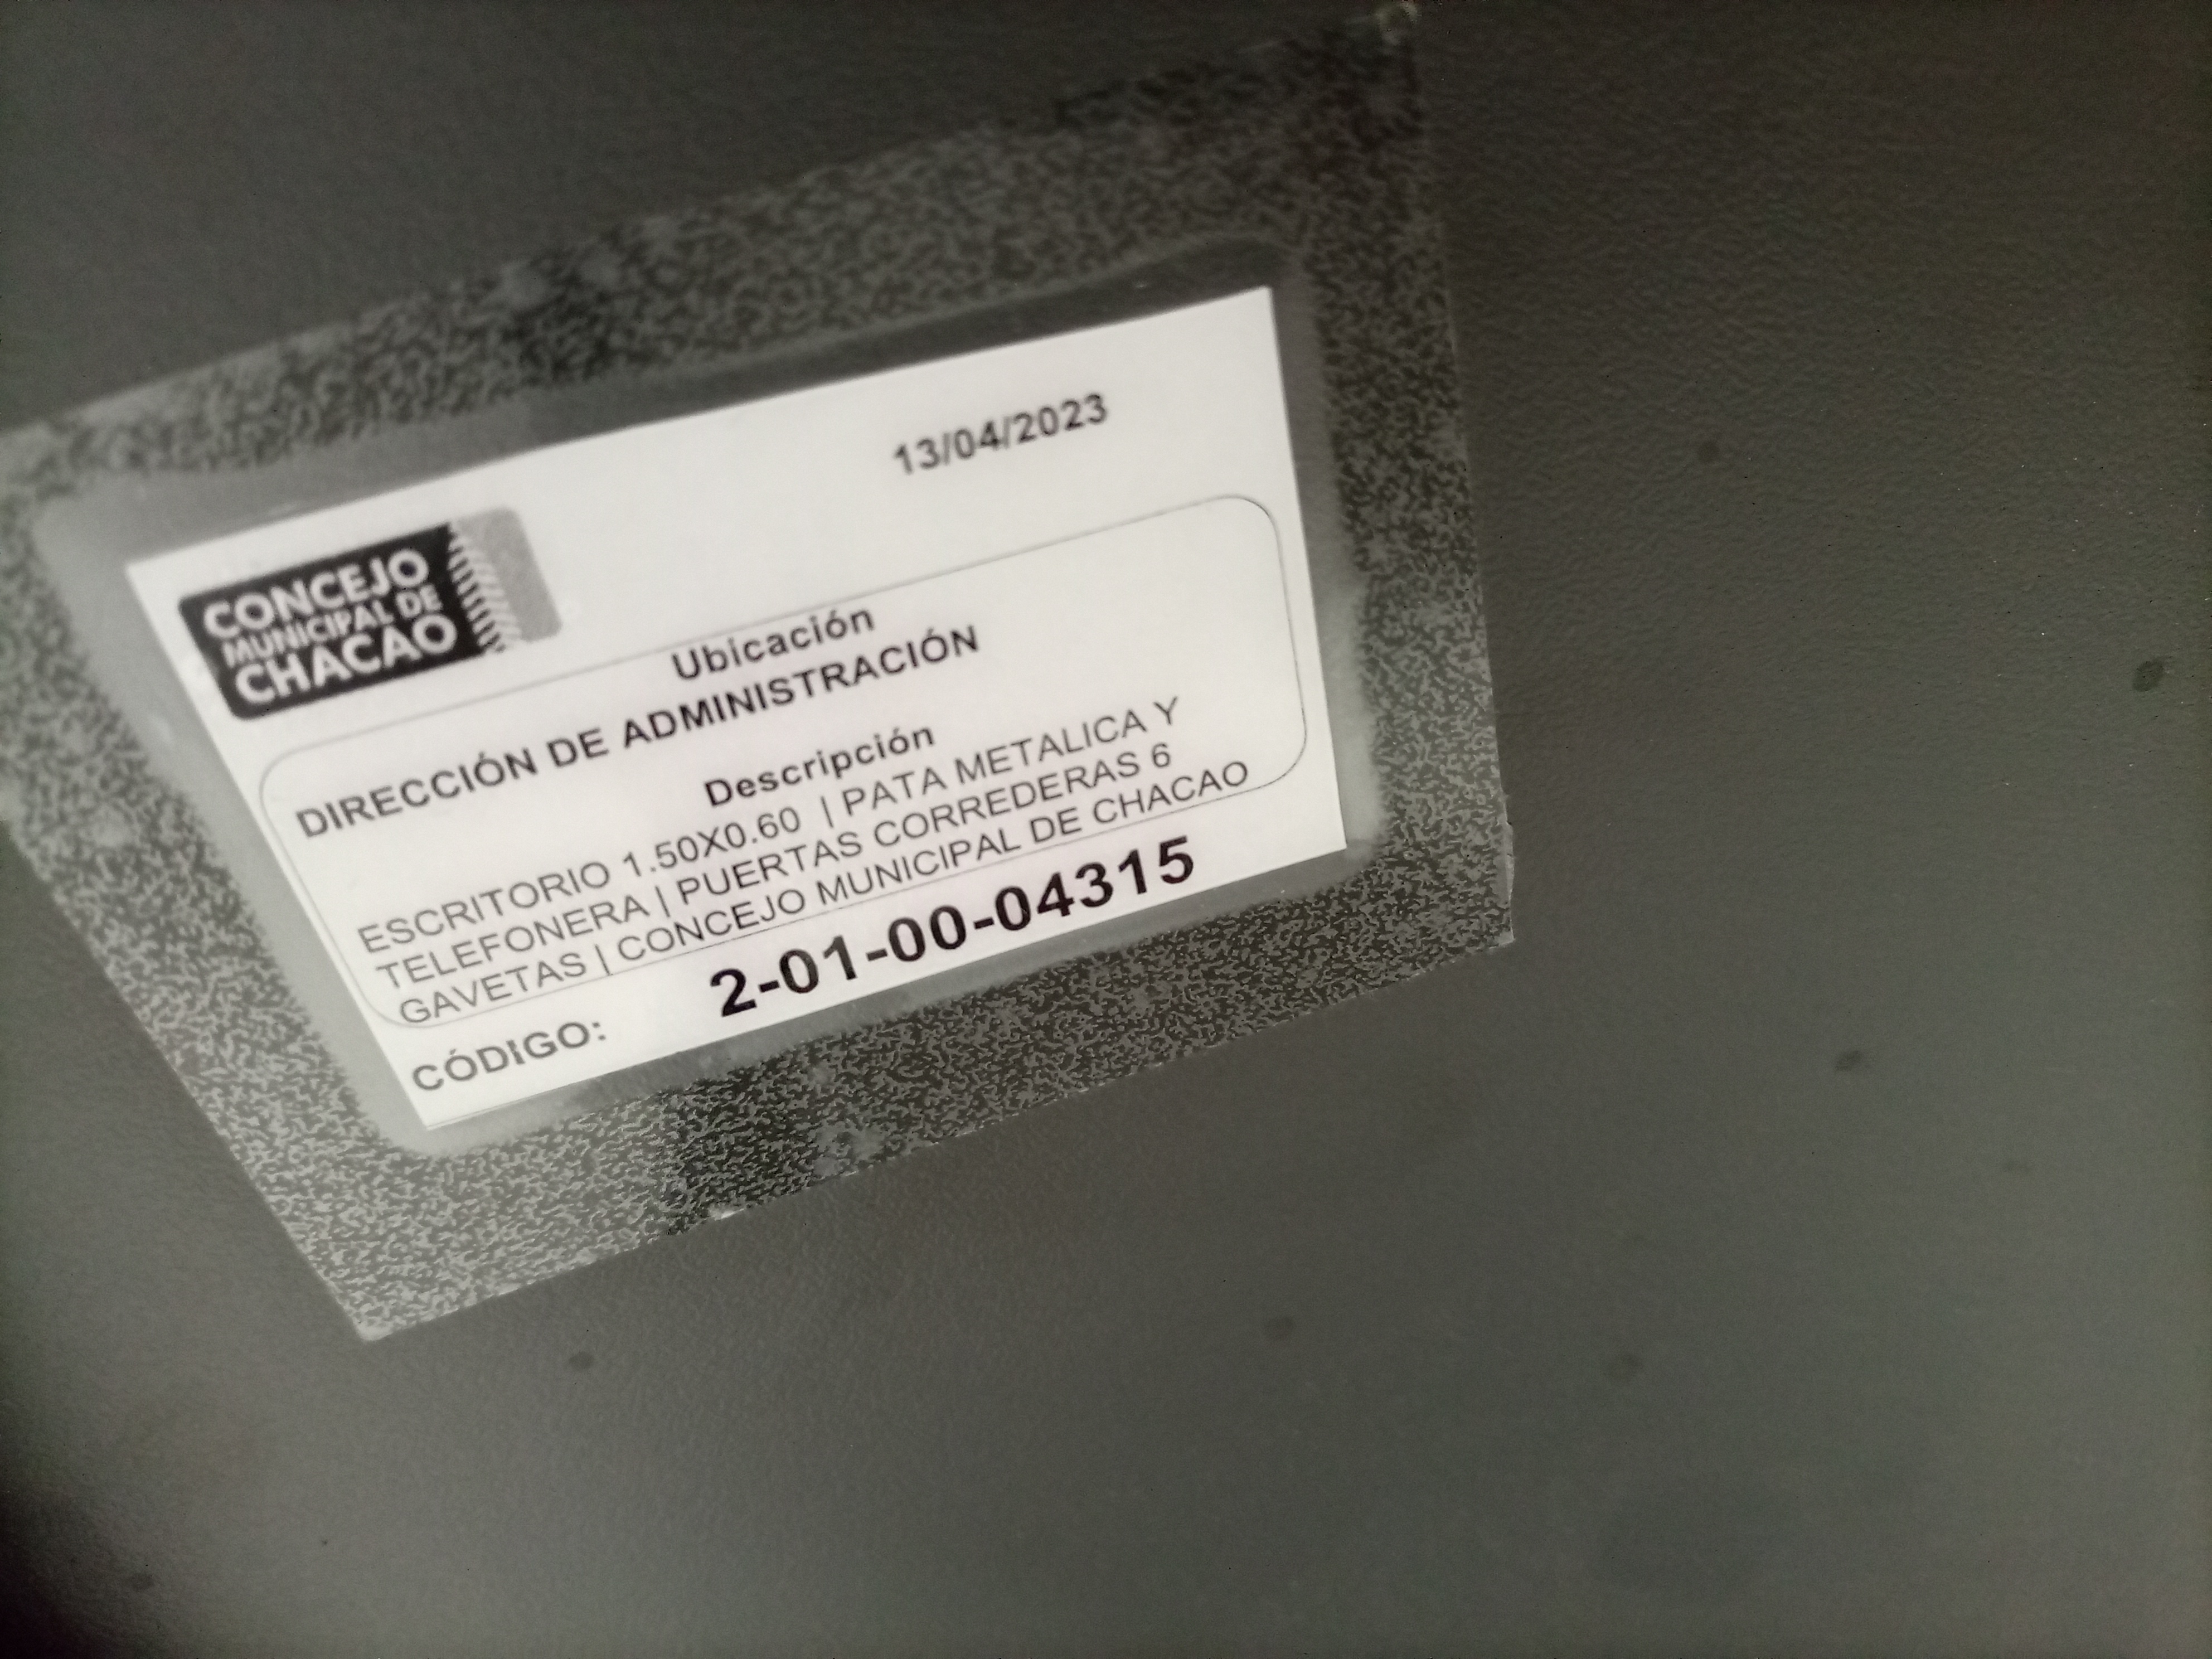 13/04/2023
CONCEJO
MUNICIPAL DE
CHACAO
Ubicación
DIRECCIÓN DE ADMINISTRACIÓN
Descripción
ESCRITORIO 1.50X0.60 | PATA METALICA Y
TELEFONERA | PUERTAS CORREDERAS 6
GAVETAS | CONCEJO MUNICIPAL DE CHACAO
CÓDIGO: 2-01-00-04315